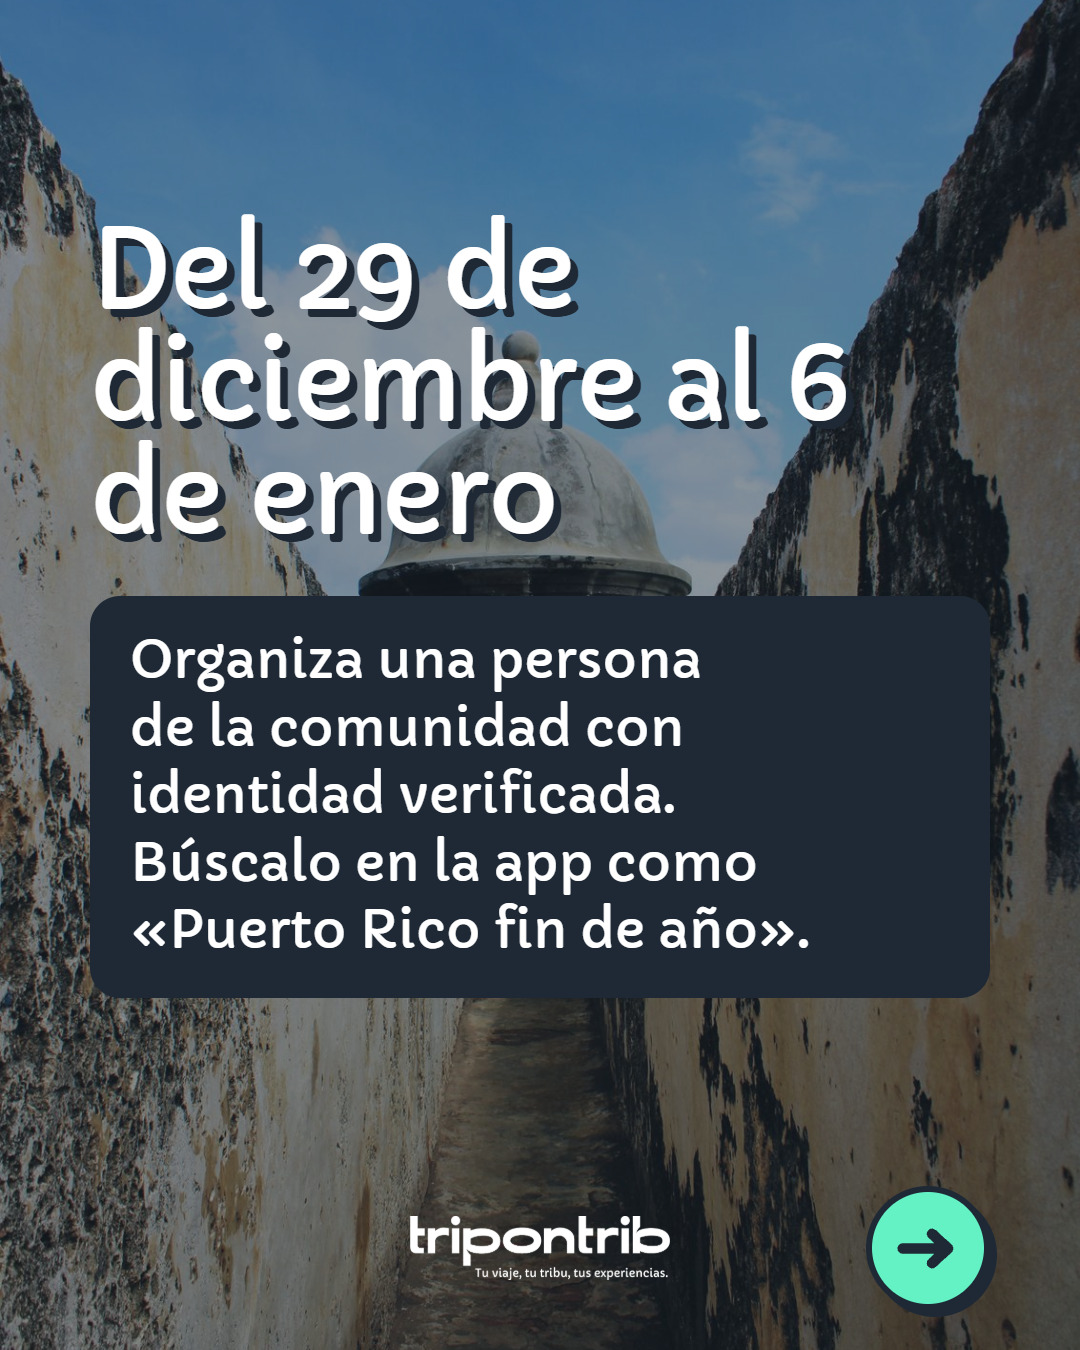 Del 29 de
diciembre al 6
de enero
Organiza una persona
de la comunidad con
identidad verificada.
Búscalo en la app como
«Puerto Rico fin de año».
tripontrib
Tu viaje, tu tribu, tus experiencias.